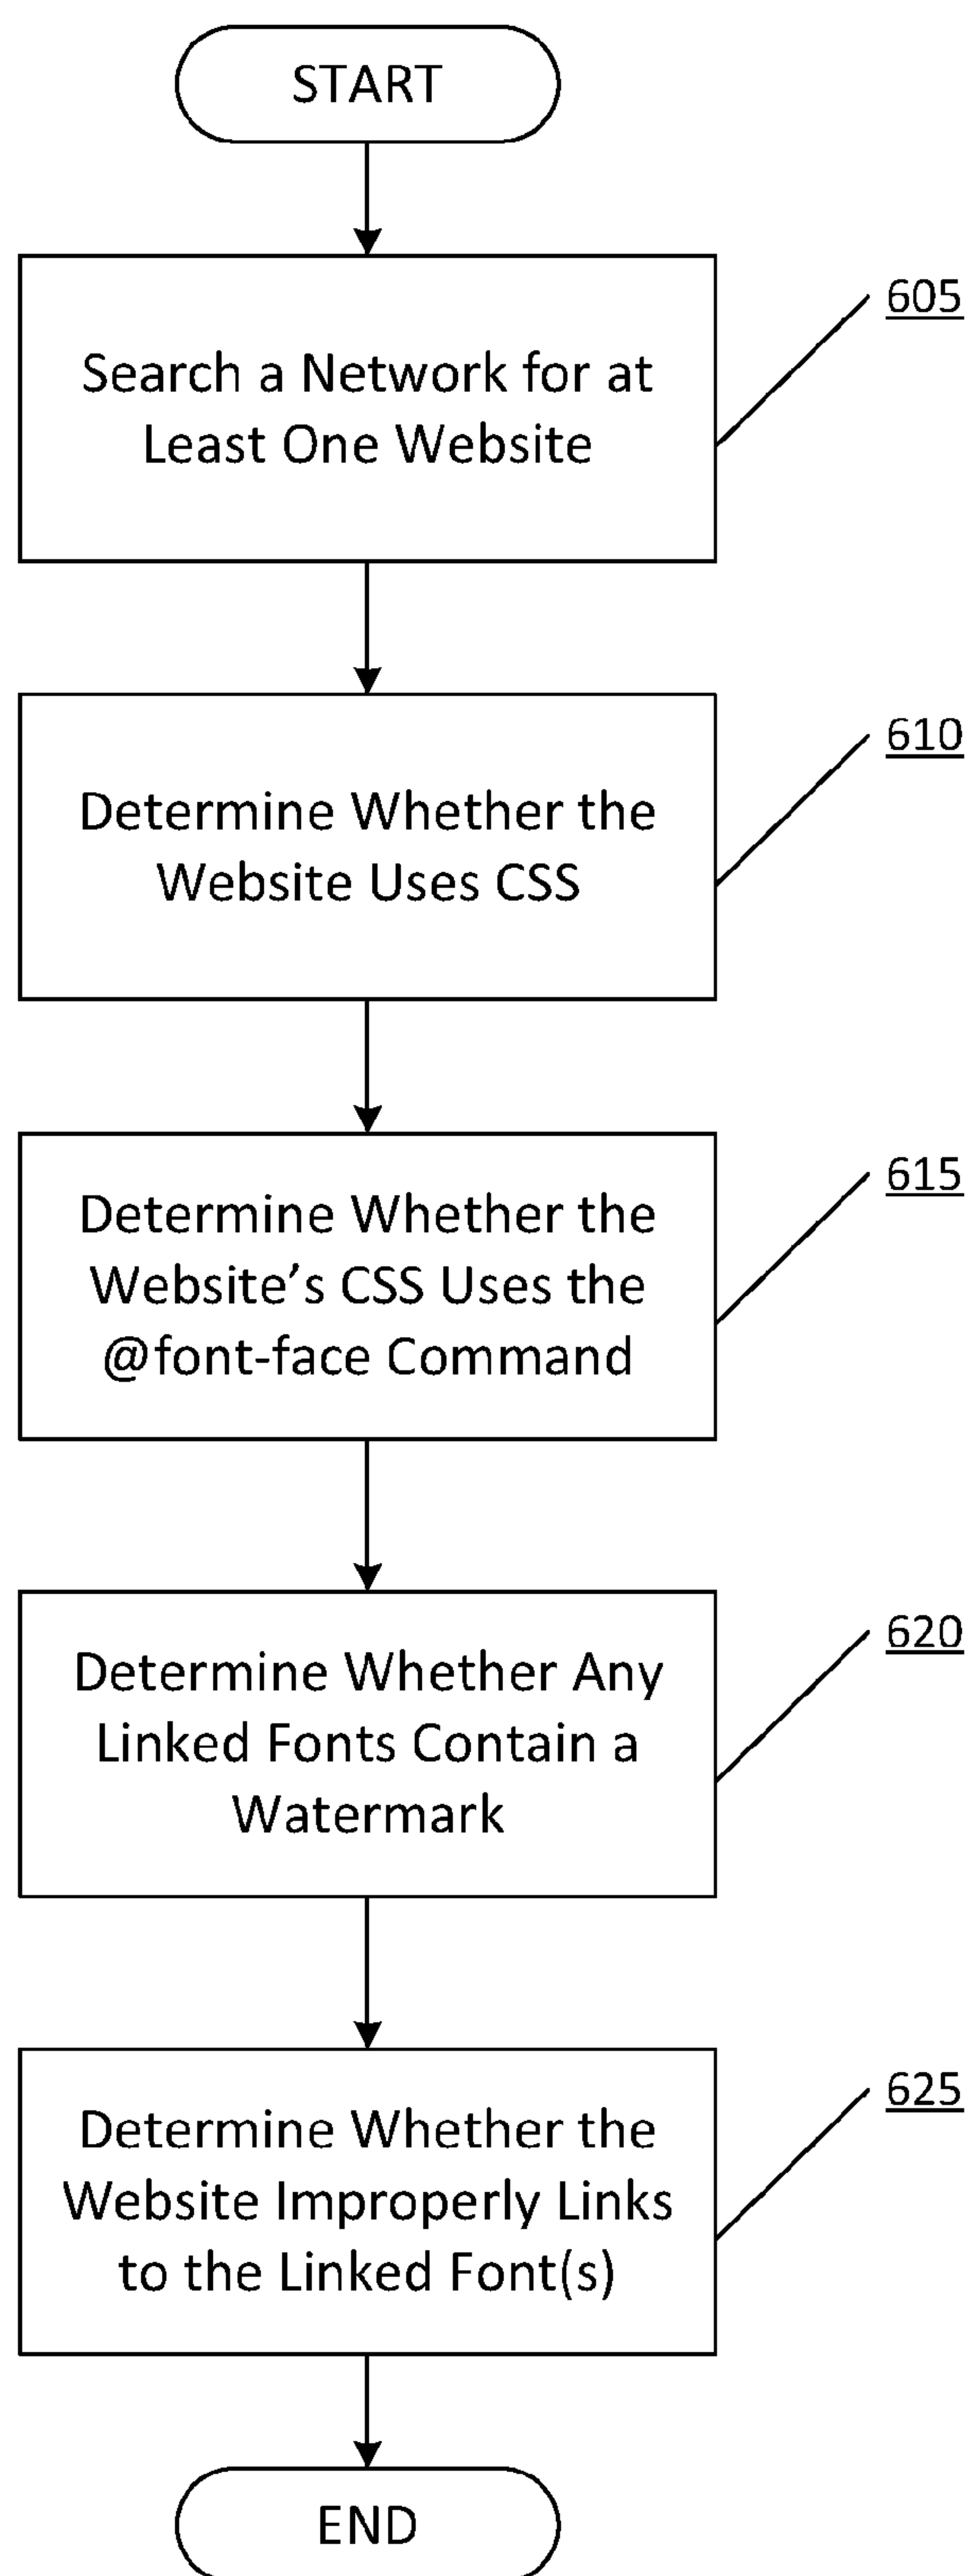 START
Search a Network for at
Least One Website
605
Determine Whether the
Website Uses CSS
610
Determine Whether the
Website’s CSS Uses the
@font-face Command
615
Determine Whether Any
Linked Fonts Contain a
Watermark
620
Determine Whether the
Website Improperly Links
to the Linked Font(s)
625
END